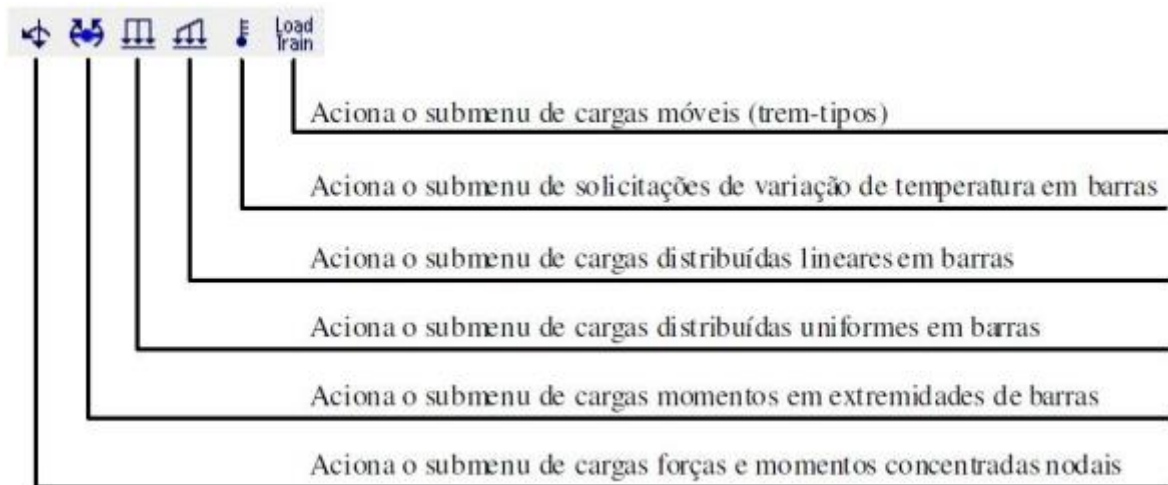 Load
Train
Aciona o submenu de cargas móveis (trem-tipos)
Aciona o submenu de solicitações de variação de temperatura em barras
Aciona o submenu de cargas distribuídas lineares em barras
Aciona o submenu de cargas distribuídas uniformes em barras
Aciona o submenu de cargas momentos em extremidades de barras
Aciona o submenu de cargas forças e momentos concentradas nodais